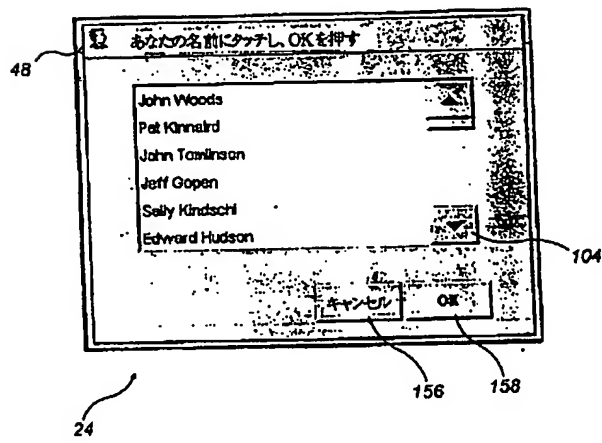 あなたの名前にタッチし、OKを押す
48
John Woods
Pat Kinnaird
John Tomlinson
Jeff Gopen
Sally Kindschl
Edward Hudson
104
キャンセル OK
156 158
24